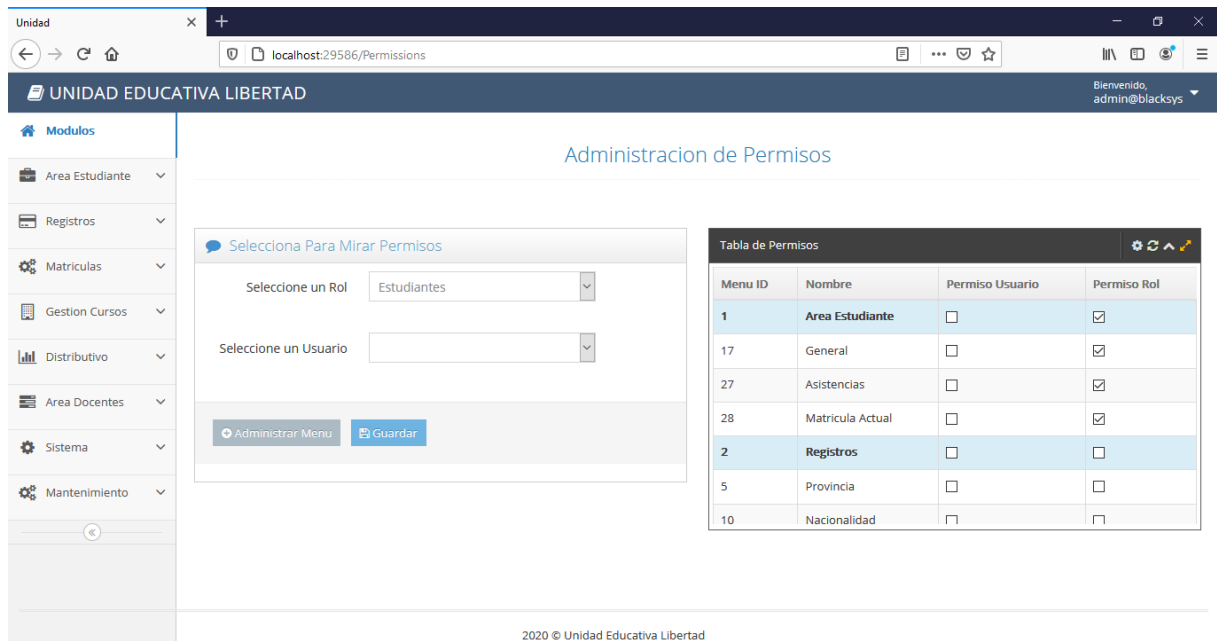 Unidad
localhost:29586/Permissions
UNIDAD EDUCATIVA LIBERTAD
Bienvenido,
admin@blacksys
Modulos
Area Estudiante
Registros
Matriculas
Gestion Cursos
Distributivo
Area Docentes
Sistema
Mantenimiento
Administracion de Permisos
Selecciona Para Mirar Permisos
Seleccione un Rol Estudiantes
Seleccione un Usuario
Administrar Menu Guardar
Tabla de Permisos
Menu ID Nombre Permiso Usuario Permiso Rol
1 Area Estudiante
17 General
27 Asistencias
28 Matricula Actual
2 Registros
5 Provincia
10 Nacionalidad
2020 © Unidad Educativa Libertad